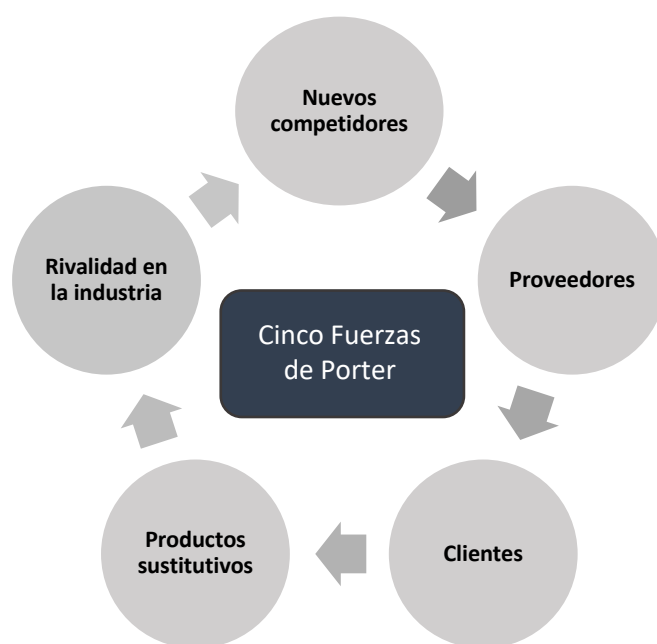 Nuevos
competidores
Rivalidad en
la industria
Proveedores
Cinco Fuerzas
de Porter
Productos
sustitutivos
Clientes